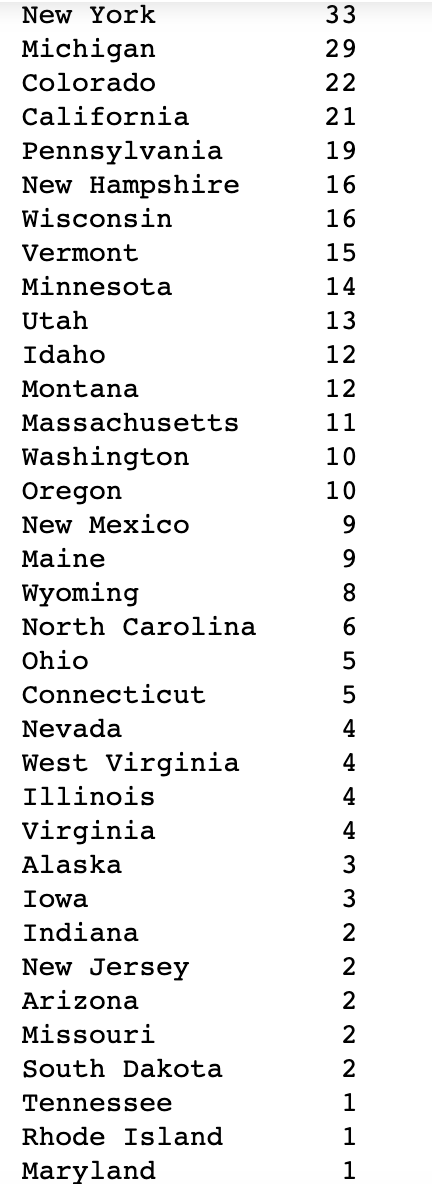 New York 33
Michigan 29
Colorado 22
California 21
Pennsylvania 19
New Hampshire 16
Wisconsin 16
Vermont 15
Minnesota 14
Utah 13
Idaho 12
Montana 12
Massachusetts 11
Washington 10
Oregon 10
New Mexico 9
Maine 9
Wyoming 8
North Carolina 6
Ohio 5
Connecticut 5
Nevada 4
West Virginia 4
Illinois 4
Virginia 4
Alaska 3
Iowa 3
Indiana 2
New Jersey 2
Arizona 2
Missouri 2
South Dakota 2
Tennessee 1
Rhode Island 1
Maryland 1